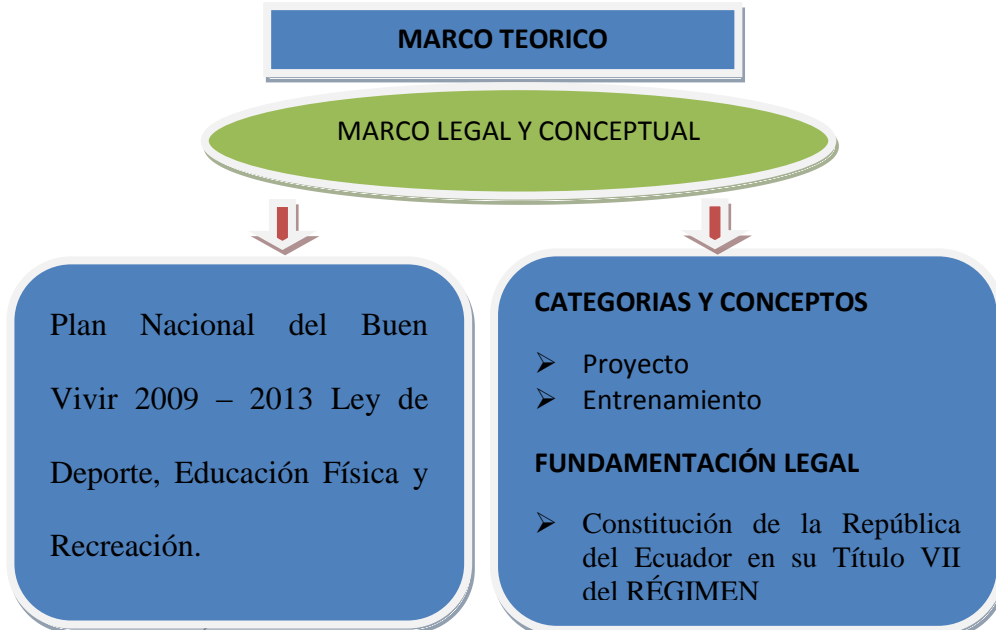 MARCO TEORICO
MARCO LEGAL Y CONCEPTUAL
Plan Nacional del Buen
Vivir 2009 – 2013 Ley de
Deporte, Educación Física y
Recreación.
CATEGORIAS Y CONCEPTOS
➢ Proyecto
➢ Entrenamiento
FUNDAMENTACIÓN LEGAL
➢ Constitución de la República
del Ecuador en su Título VII
del RÉGIMEN